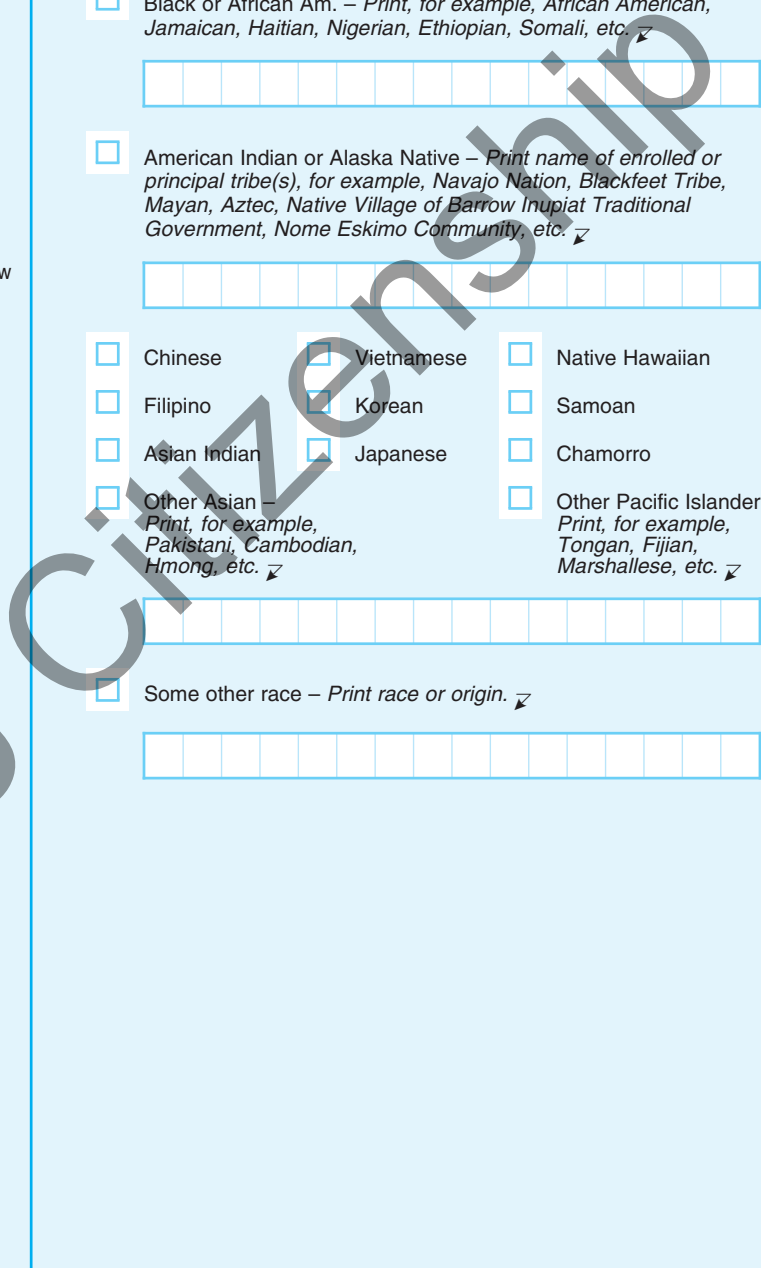 Black or African Am. – Print, for example, African American,
Jamaican, Haitian, Nigerian, Ethiopian, Somali, etc.
American Indian or Alaska Native – Print name of enrolled or
principal tribe(s), for example, Navajo Nation, Blackfeet Tribe,
Mayan, Aztec, Native Village of Barrow Inupiat Traditional
Government, Nome Eskimo Community, etc.
Chinese
Vietnamese
Native Hawaiian
Filipino
Korean
Samoan
Asian Indian
Japanese
Chamorro
Other Asian –
Print, for example,
Pakistani, Cambodian,
Hmong, etc.
Other Pacific Islander
Print, for example,
Tongan, Fijian,
Marshallese, etc.
Some other race – Print race or origin.
Citizenship